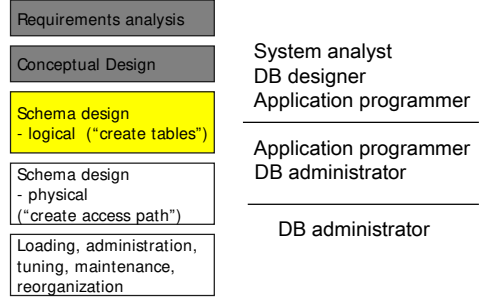 Requirements analysis
Conceptual Design
Schema design
- logical (“create tables”)
Schema design
- physical
(“create access path”)
Loading, administration,
tuning, maintenance,
reorganization
System analyst
DB designer
Application programmer
Application programmer
DB administrator
DB administrator